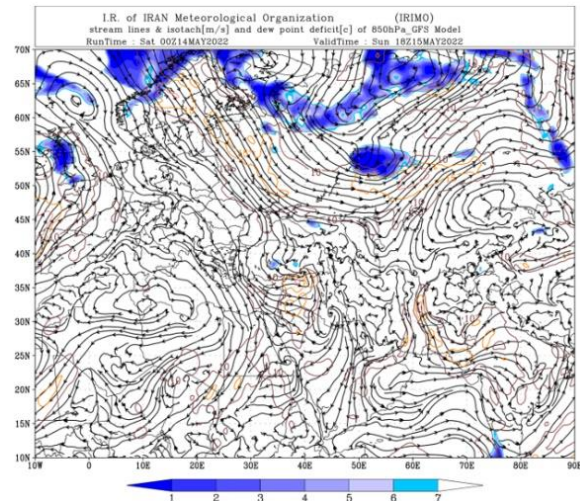 I.R. of IRAN Meteorological Organization (IRIMO)
stream lines & isotach[m/s] and dew point deficit[c] of 850hPa_GFS Model
RunTime : Sat 00Z14MAY2022 ValidTime : Sun 18Z15MAY2022
70N
65N
60N
55N
50N
45N
40N
35N
30N
25N
20N
15N
10N
10W 0 10E 20E 30E 40E 50E 60E 70E 80E 90E
1 2 3 4 5 6 7